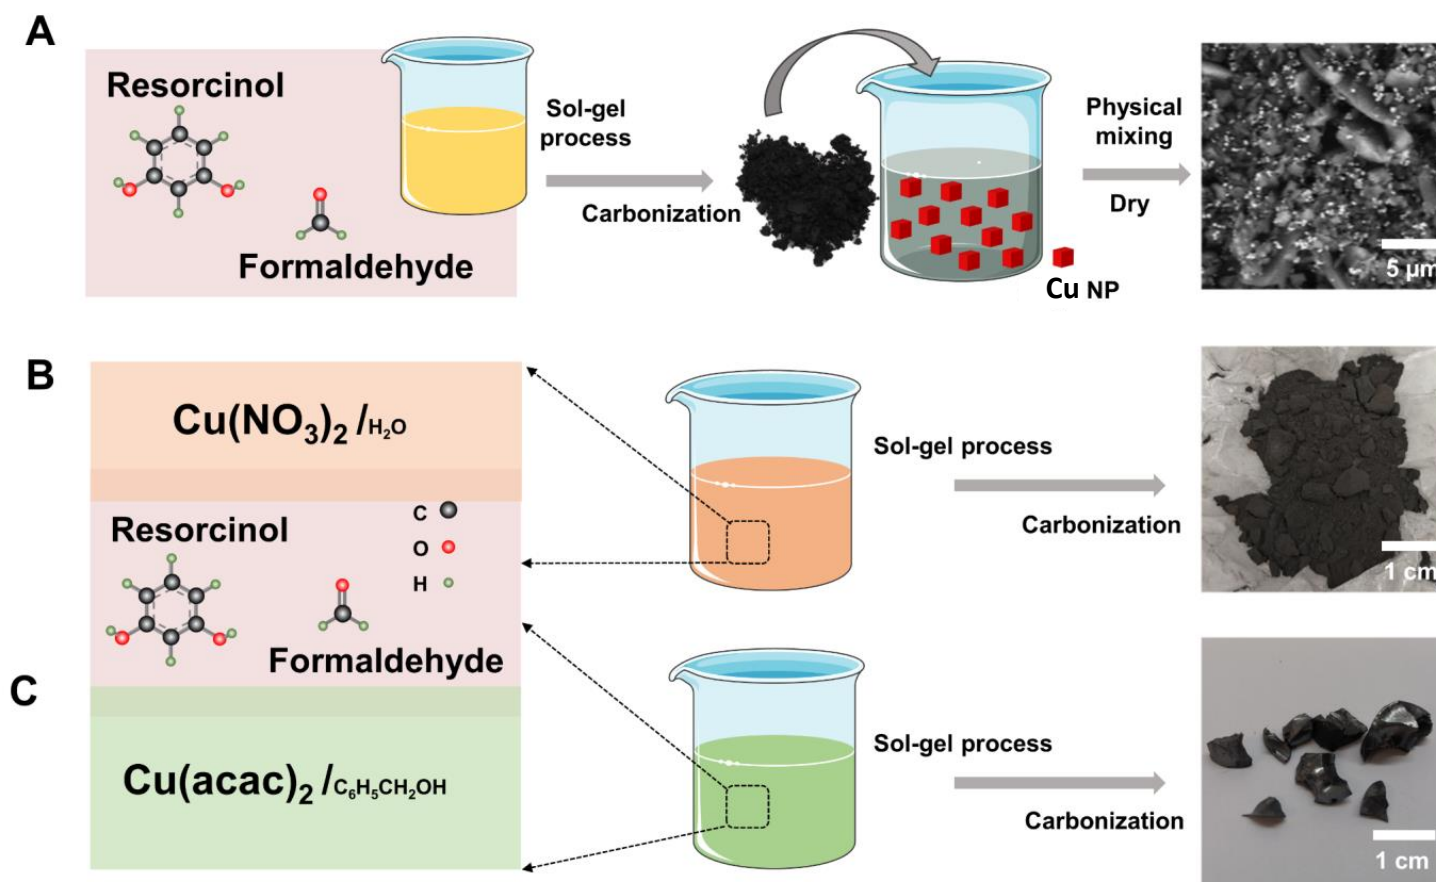 A
Resorcinol
Formaldehyde
Sol-gel
process
Carbonization
Cu NP
Physical
mixing
Dry
5 µm
B
Cu(NO₃)₂ /H₂O
Resorcinol
C
O
H
Formaldehyde
Sol-gel process
Carbonization
1 cm
C
Cu(acac)₂ /C₆H₅CH₂OH
Sol-gel process
Carbonization
1 cm